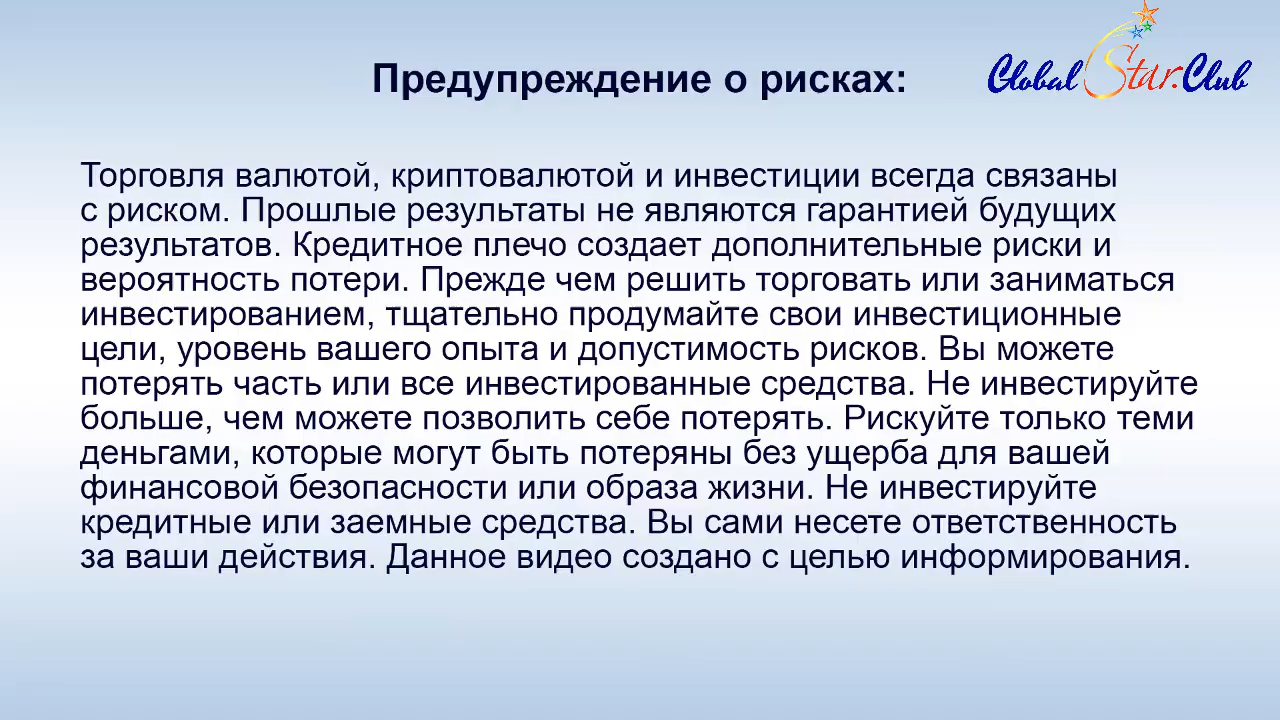 Предупреждение о рисках:
Global Star.Club
Торговля валютой, криптовалютой и инвестиции всегда связаны
с риском. Прошлые результаты не являются гарантией будущих
результатов. Кредитное плечо создает дополнительные риски и
вероятность потери. Прежде чем решить торговать или заниматься
инвестированием, тщательно продумайте свои инвестиционные
цели, уровень вашего опыта и допустимость рисков. Вы можете
потерять часть или все инвестированные средства. Не инвестируйте
больше, чем можете позволить себе потерять. Рискуйте только теми
деньгами, которые могут быть потеряны без ущерба для вашей
финансовой безопасности или образа жизни. Не инвестируйте
кредитные или заемные средства. Вы сами несете ответственность
за ваши действия. Данное видео создано с целью информирования.